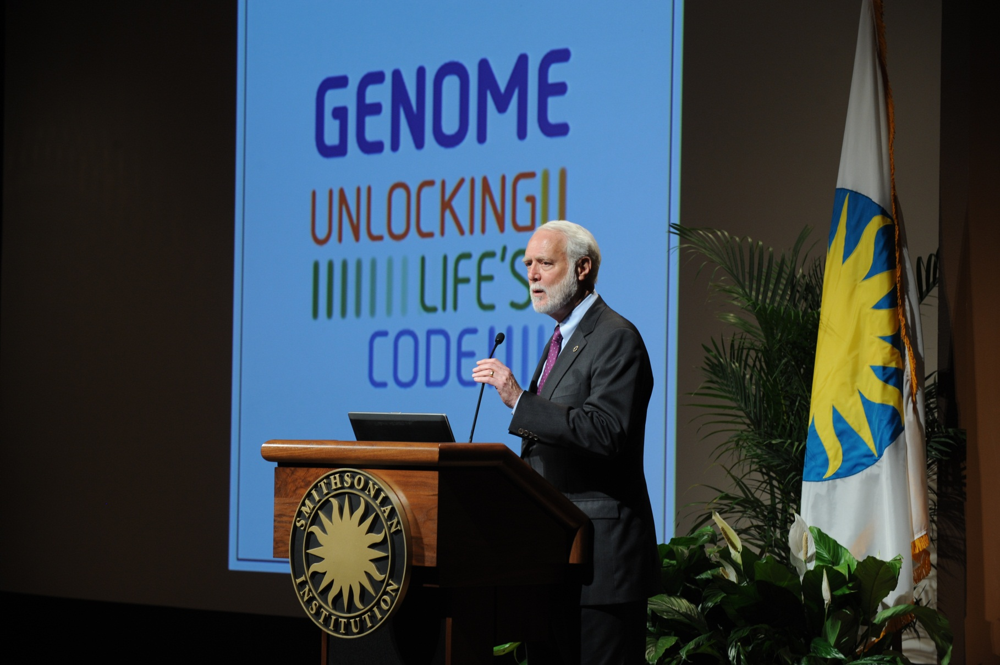 GENOME
UNLOCKING
LIFE'S
CODE
SMITHSONIAN
INSTITUTION